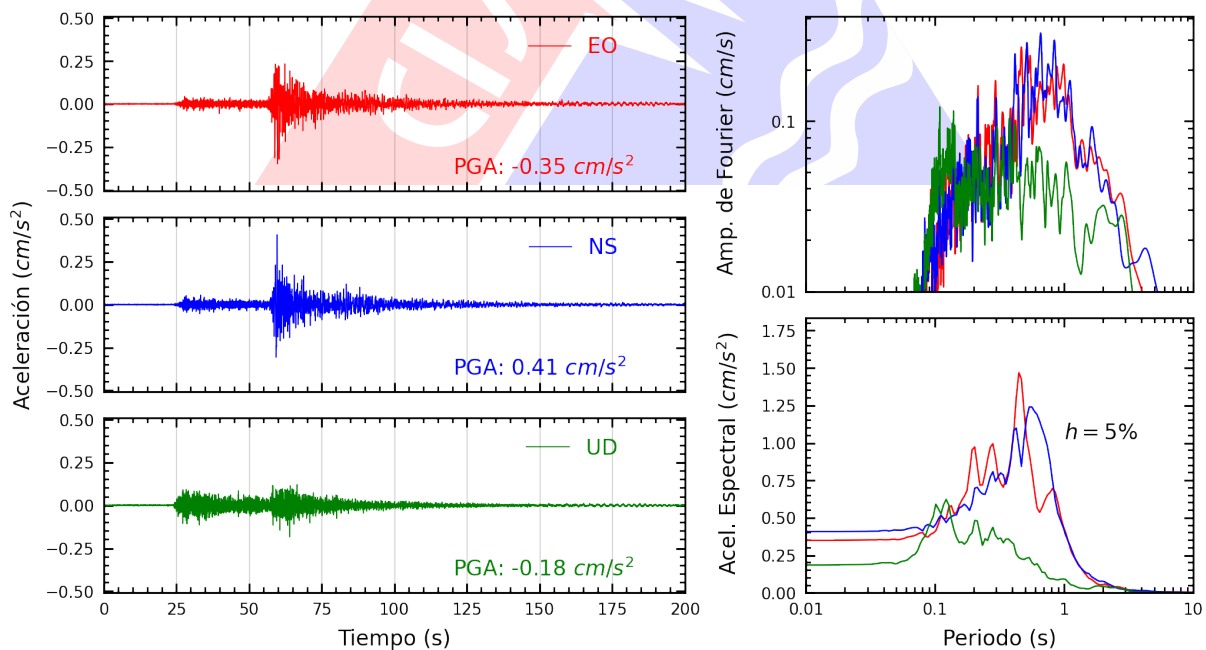 Aceleración (cm/s²)
0.50
0.25
0.00
−0.25
−0.50
EO
PGA: -0.35 cm/s²
0.50
0.25
0.00
−0.25
−0.50
NS
PGA: 0.41 cm/s²
0.50
0.25
0.00
−0.25
−0.50
UD
PGA: -0.18 cm/s²
0 25 50 75 100 125 150 175 200
Tiempo (s)
Amp. de Fourier (cm/s)
0.1
0.01
Acel. Espectral (cm/s²)
1.75
1.50
1.25
1.00
0.75
0.50
0.25
0.00
h = 5%
0.01 0.1 1 10
Periodo (s)